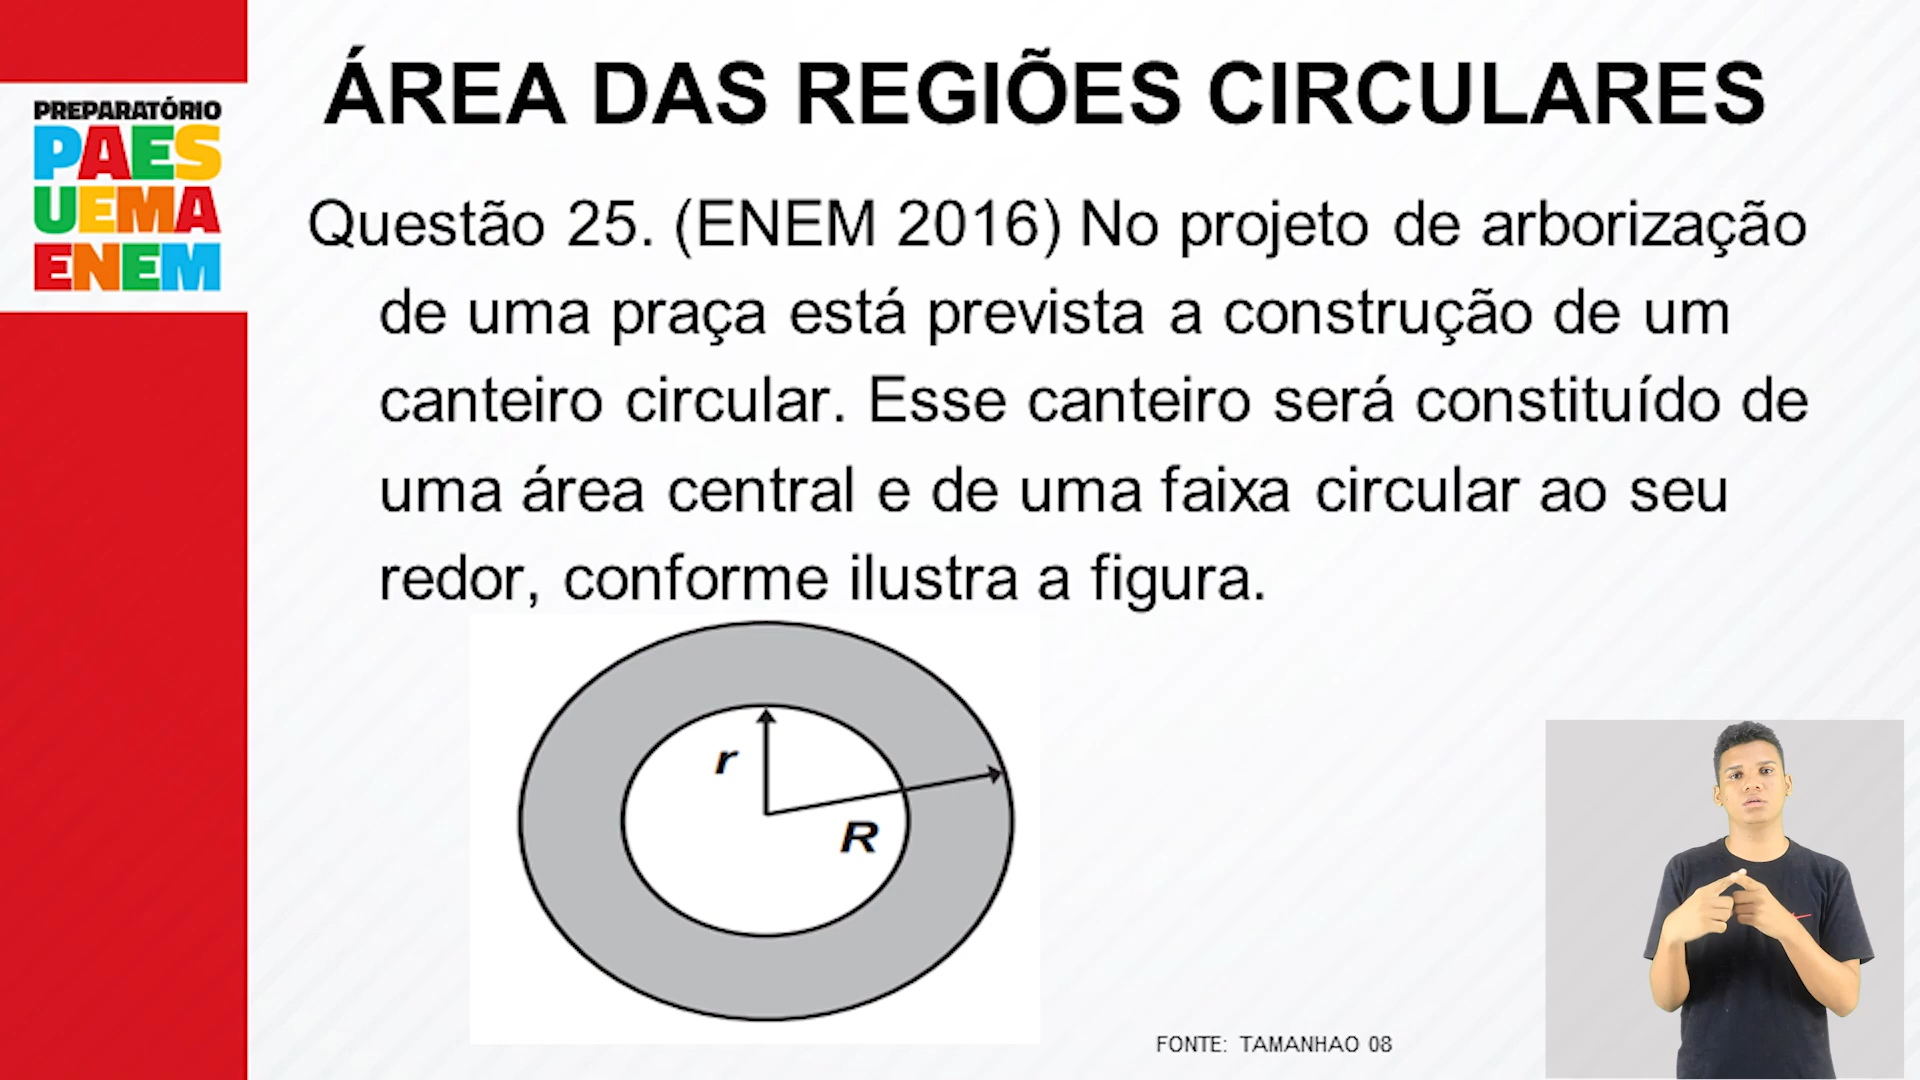 PREPARATÓRIO
PAES
UEMA
ENEM
ÁREA DAS REGIÕES CIRCULARES
Questão 25. (ENEM 2016) No projeto de arborização
de uma praça está prevista a construção de um
canteiro circular. Esse canteiro será constituído de
uma área central e de uma faixa circular ao seu
redor, conforme ilustra a figura.
r
R
FONTE: TAMANHAO 08